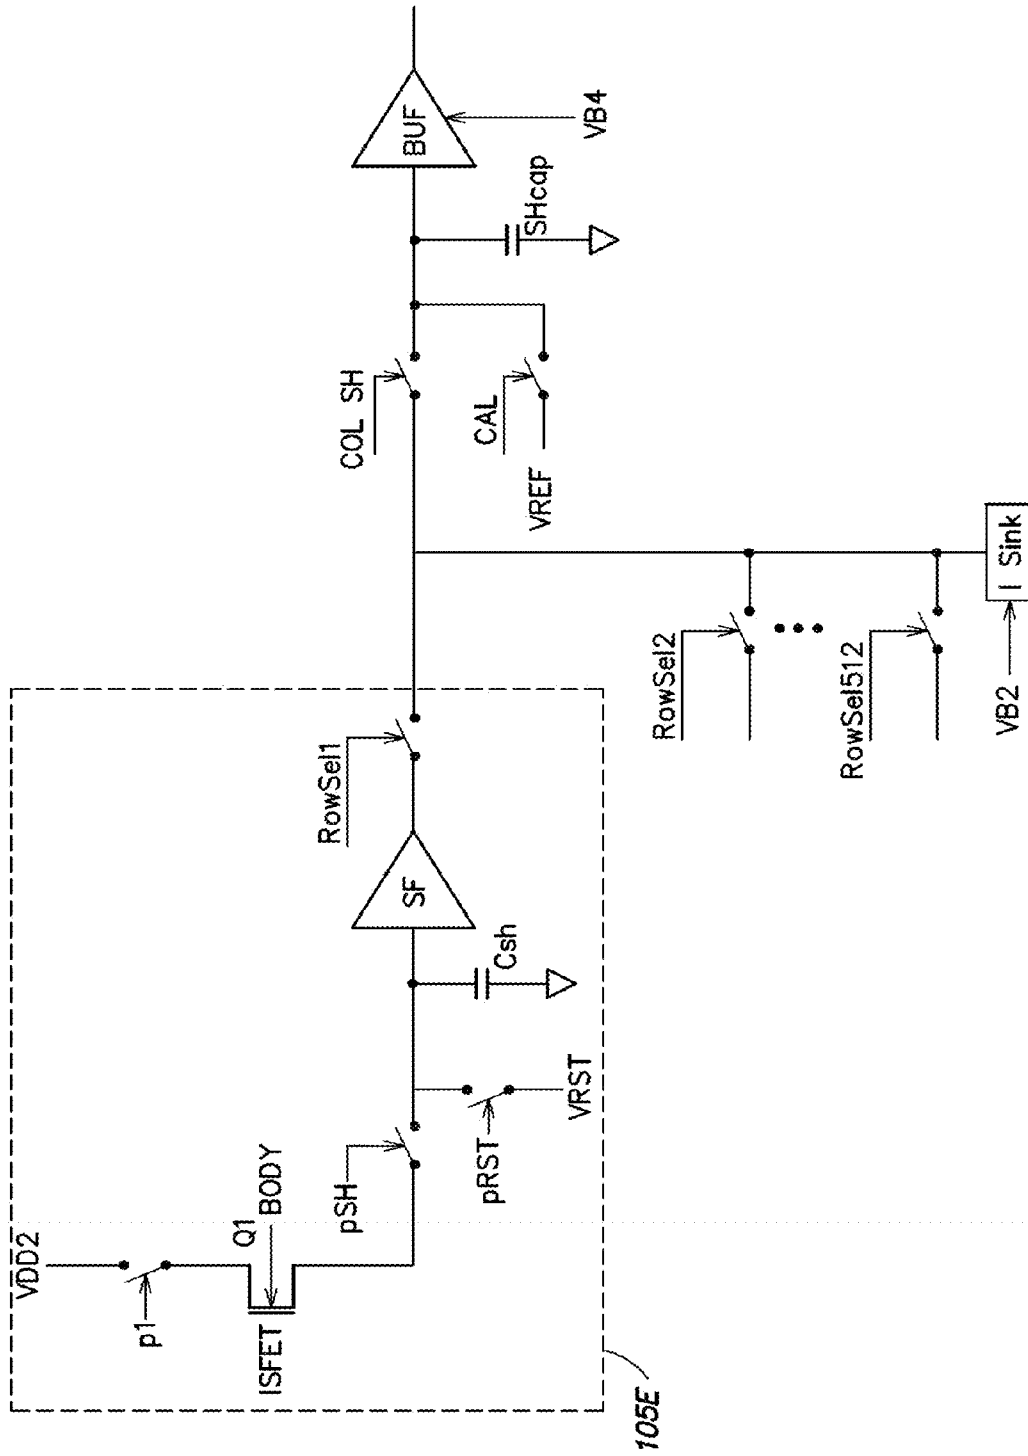 VDD2
p1
ISFET
Q1
BODY
pSH
pRST
VRST
Csh
SF
RowSel1
105E
RowSel2
RowSel512
VB2
I Sink
COL SH
CAL
VREF
SHcap
BUF
VB4